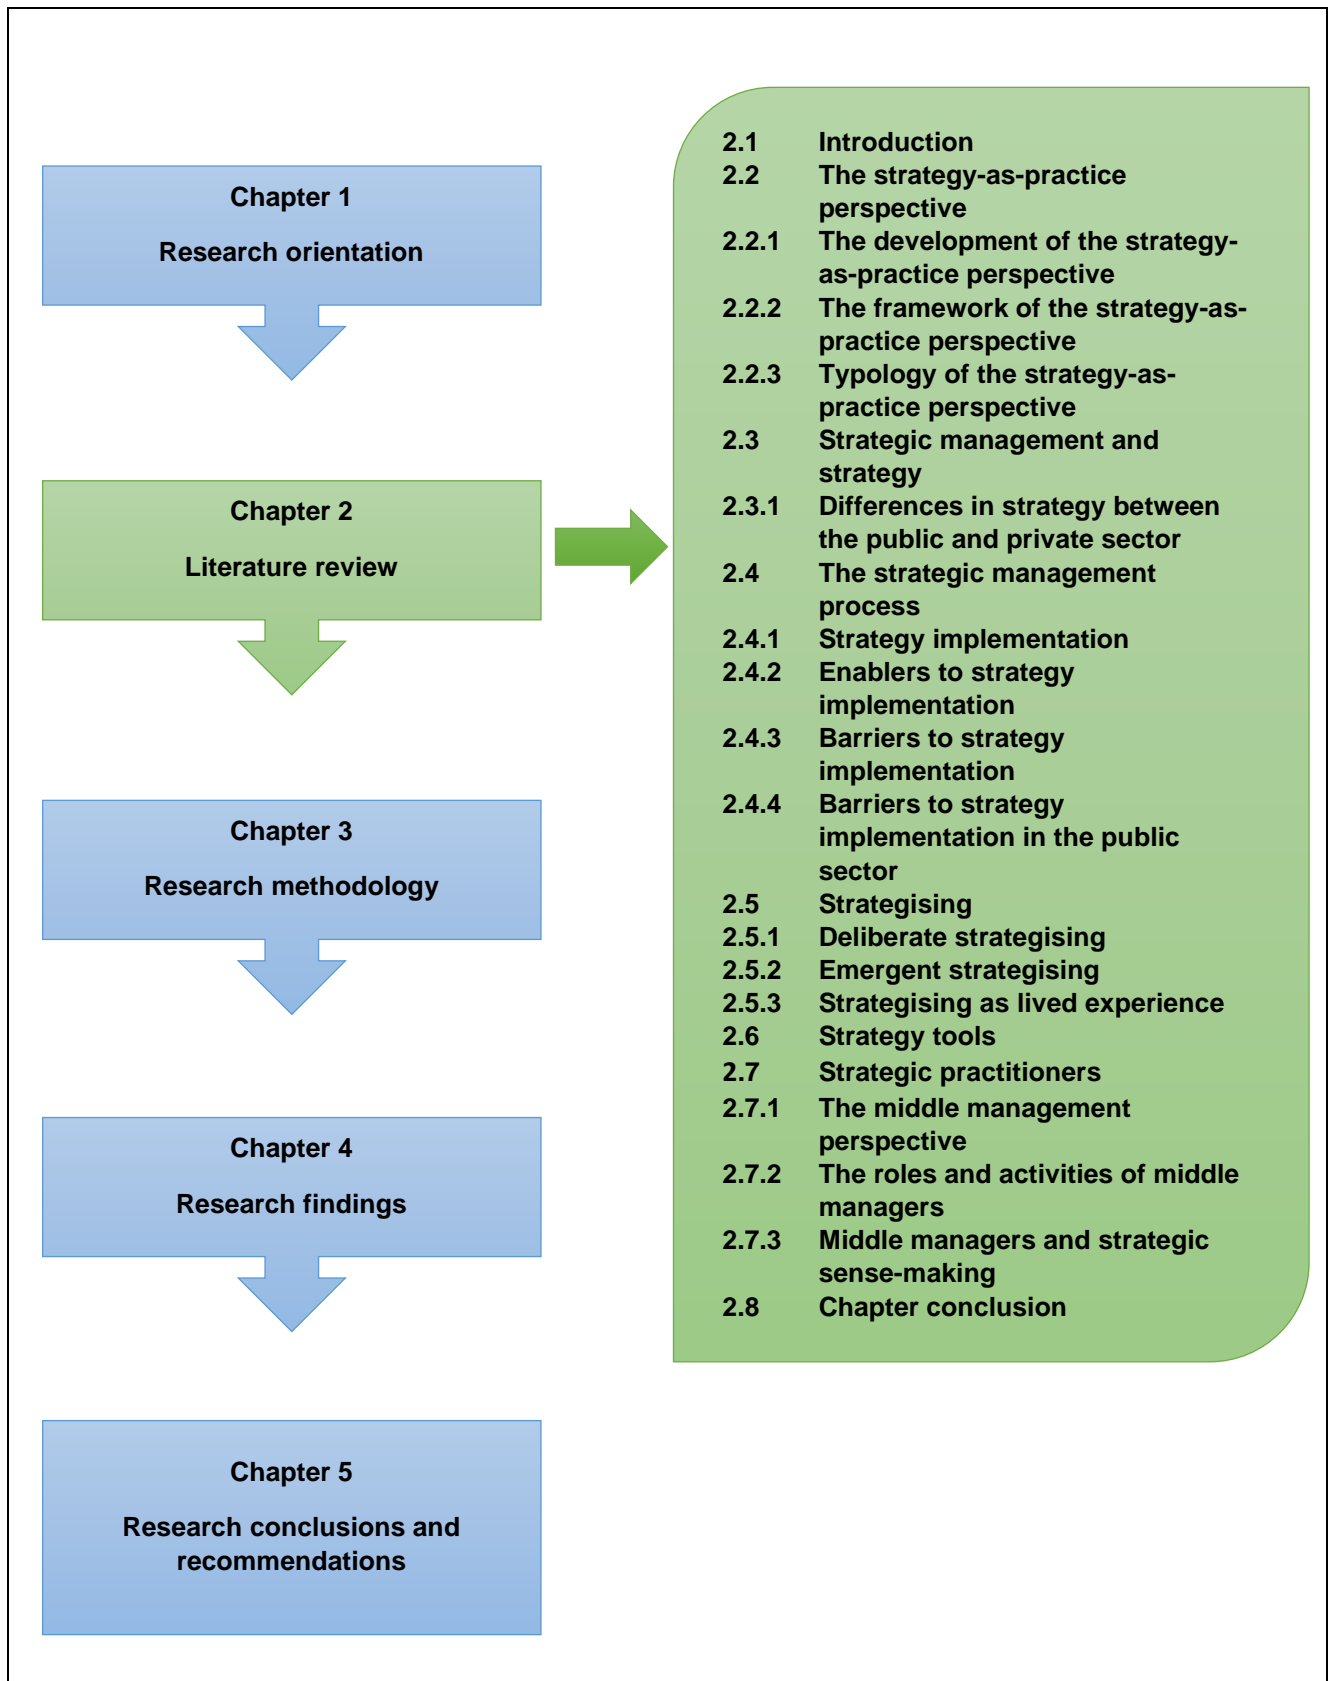 Chapter 1
Research orientation
Chapter 2
Literature review
Chapter 3
Research methodology
Chapter 4
Research findings
Chapter 5
Research conclusions and
recommendations
2.1 Introduction
2.2 The strategy-as-practice
perspective
2.2.1 The development of the strategy-
as-practice perspective
2.2.2 The framework of the strategy-as-
practice perspective
2.2.3 Typology of the strategy-as-
practice perspective
2.3 Strategic management and
strategy
2.3.1 Differences in strategy between
the public and private sector
2.4 The strategic management
process
2.4.1 Strategy implementation
2.4.2 Enablers to strategy
implementation
2.4.3 Barriers to strategy
implementation
2.4.4 Barriers to strategy
implementation in the public
sector
2.5 Strategising
2.5.1 Deliberate strategising
2.5.2 Emergent strategising
2.5.3 Strategising as lived experience
2.6 Strategy tools
2.7 Strategic practitioners
2.7.1 The middle management
perspective
2.7.2 The roles and activities of middle
managers
2.7.3 Middle managers and strategic
sense-making
2.8 Chapter conclusion